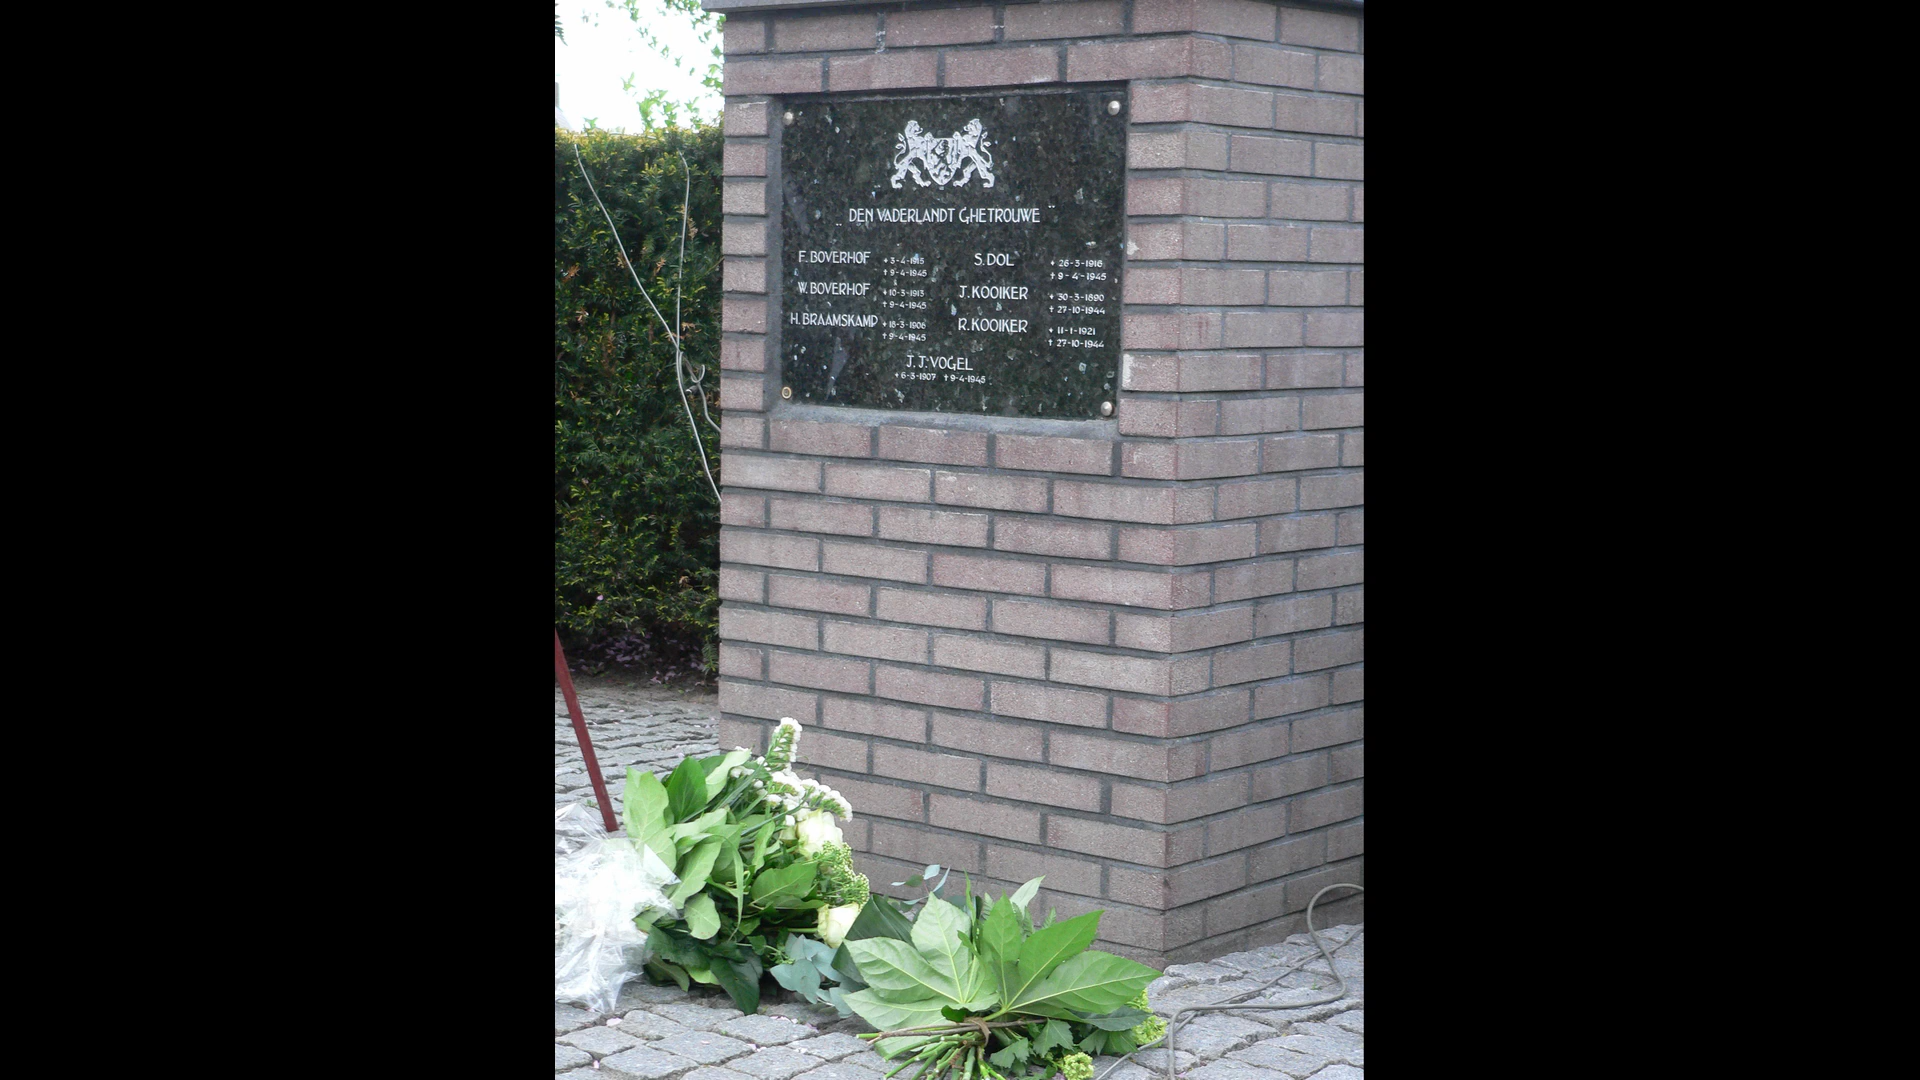 „ DEN VADERLANDT GHETROUWE "
F. BOVERHOF * 3-4-1915
† 9-4-1945
W. BOVERHOF * 10-3-1913
† 9-4-1945
H. BRAAMSKAMP * 18-3-1906
† 9-4-1945
S. DOL * 26-3-1916
† 9-4-1945
J. KOOIKER * 30-3-1890
† 27-10-1944
R. KOOIKER * 11-1-1921
† 27-10-1944
J. J. VOGEL
* 6-3-1907 † 9-4-1945